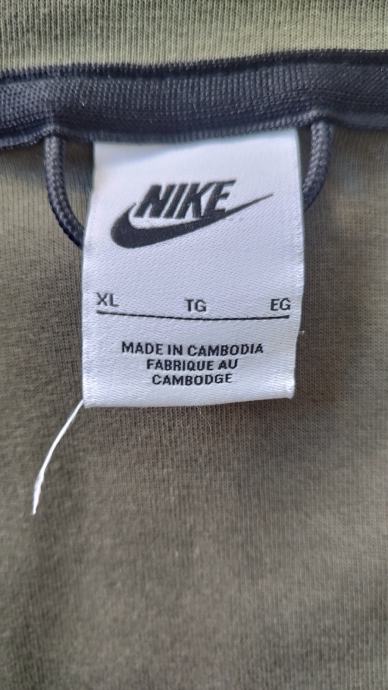 NIKE
XL TG EG
MADE IN CAMBODIA
FABRIQUE AU
CAMBODGE